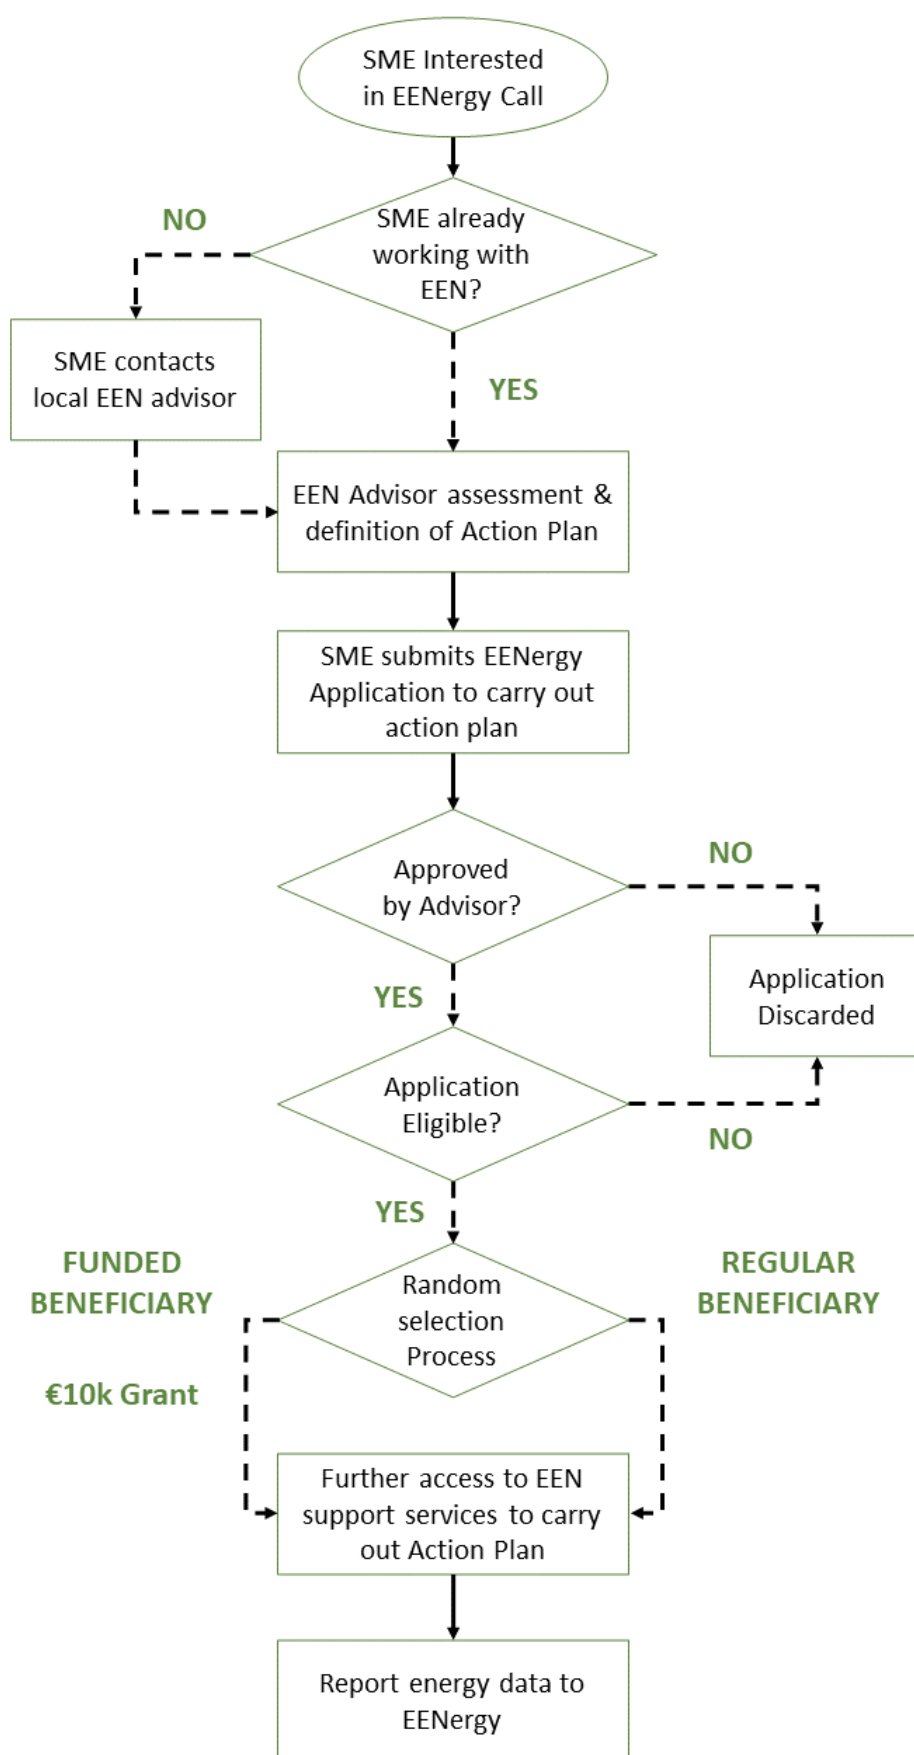 SME Interested
in EENergy Call
SME already
working with
EEN?
NO
SME contacts
local EEN advisor
YES
EEN Advisor assessment &
definition of Action Plan
SME submits EENergy
Application to carry out
action plan
Approved
by Advisor?
NO
Application
Discarded
YES
Application
Eligible?
NO
YES
Random
selection
Process
FUNDED
BENEFICIARY
€10k Grant
REGULAR
BENEFICIARY
Further access to EEN
support services to carry
out Action Plan
Report energy data to
EENergy